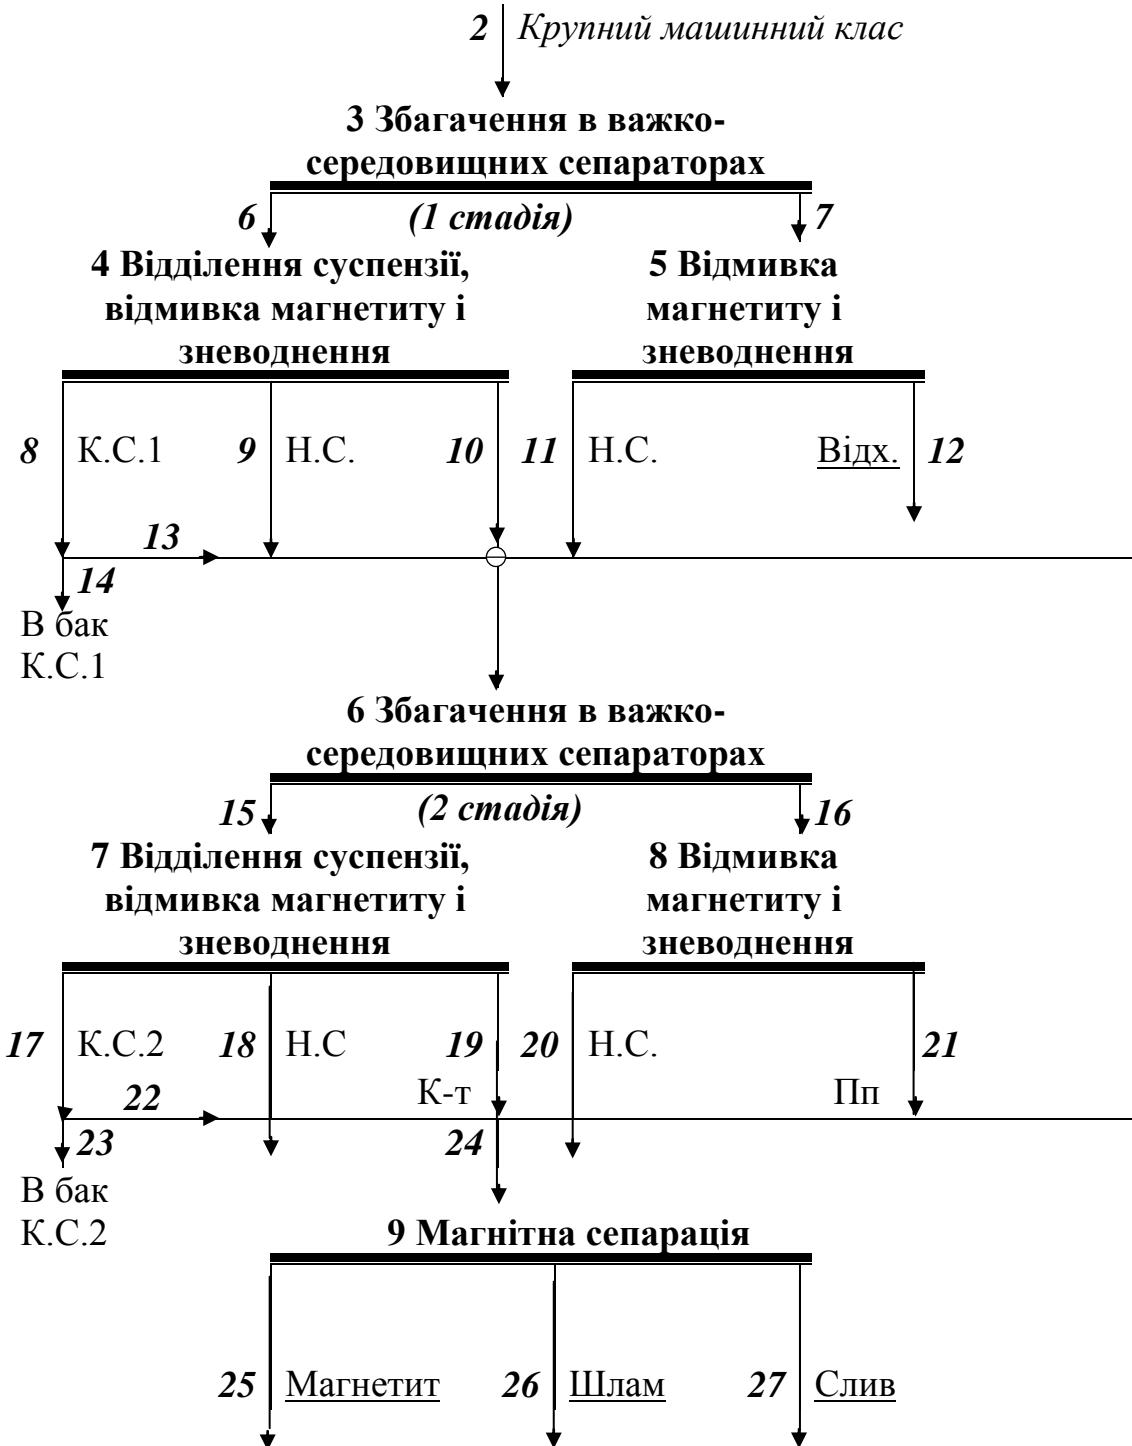 2 Крупний машинний клас
3 Збагачення в важко-
середовищних сепараторах
6 (1 стадія) 7
4 Відділення суспензії,
відмивка магнетиту і
зневоднення
5 Відмивка
магнетиту і
зневоднення
8 К.С.1 9 Н.С. 10 11 Н.С. Відх. 12
13
14
В бак
К.С.1
6 Збагачення в важко-
середовищних сепараторах
15 (2 стадія) 16
7 Відділення суспензії,
відмивка магнетиту і
зневоднення
8 Відмивка
магнетиту і
зневоднення
17 К.С.2 18 Н.С 19 20 Н.С. 21
22 К-т Пп
23 24
В бак
К.С.2
9 Магнітна сепарація
25 Магнетит 26 Шлам 27 Слив